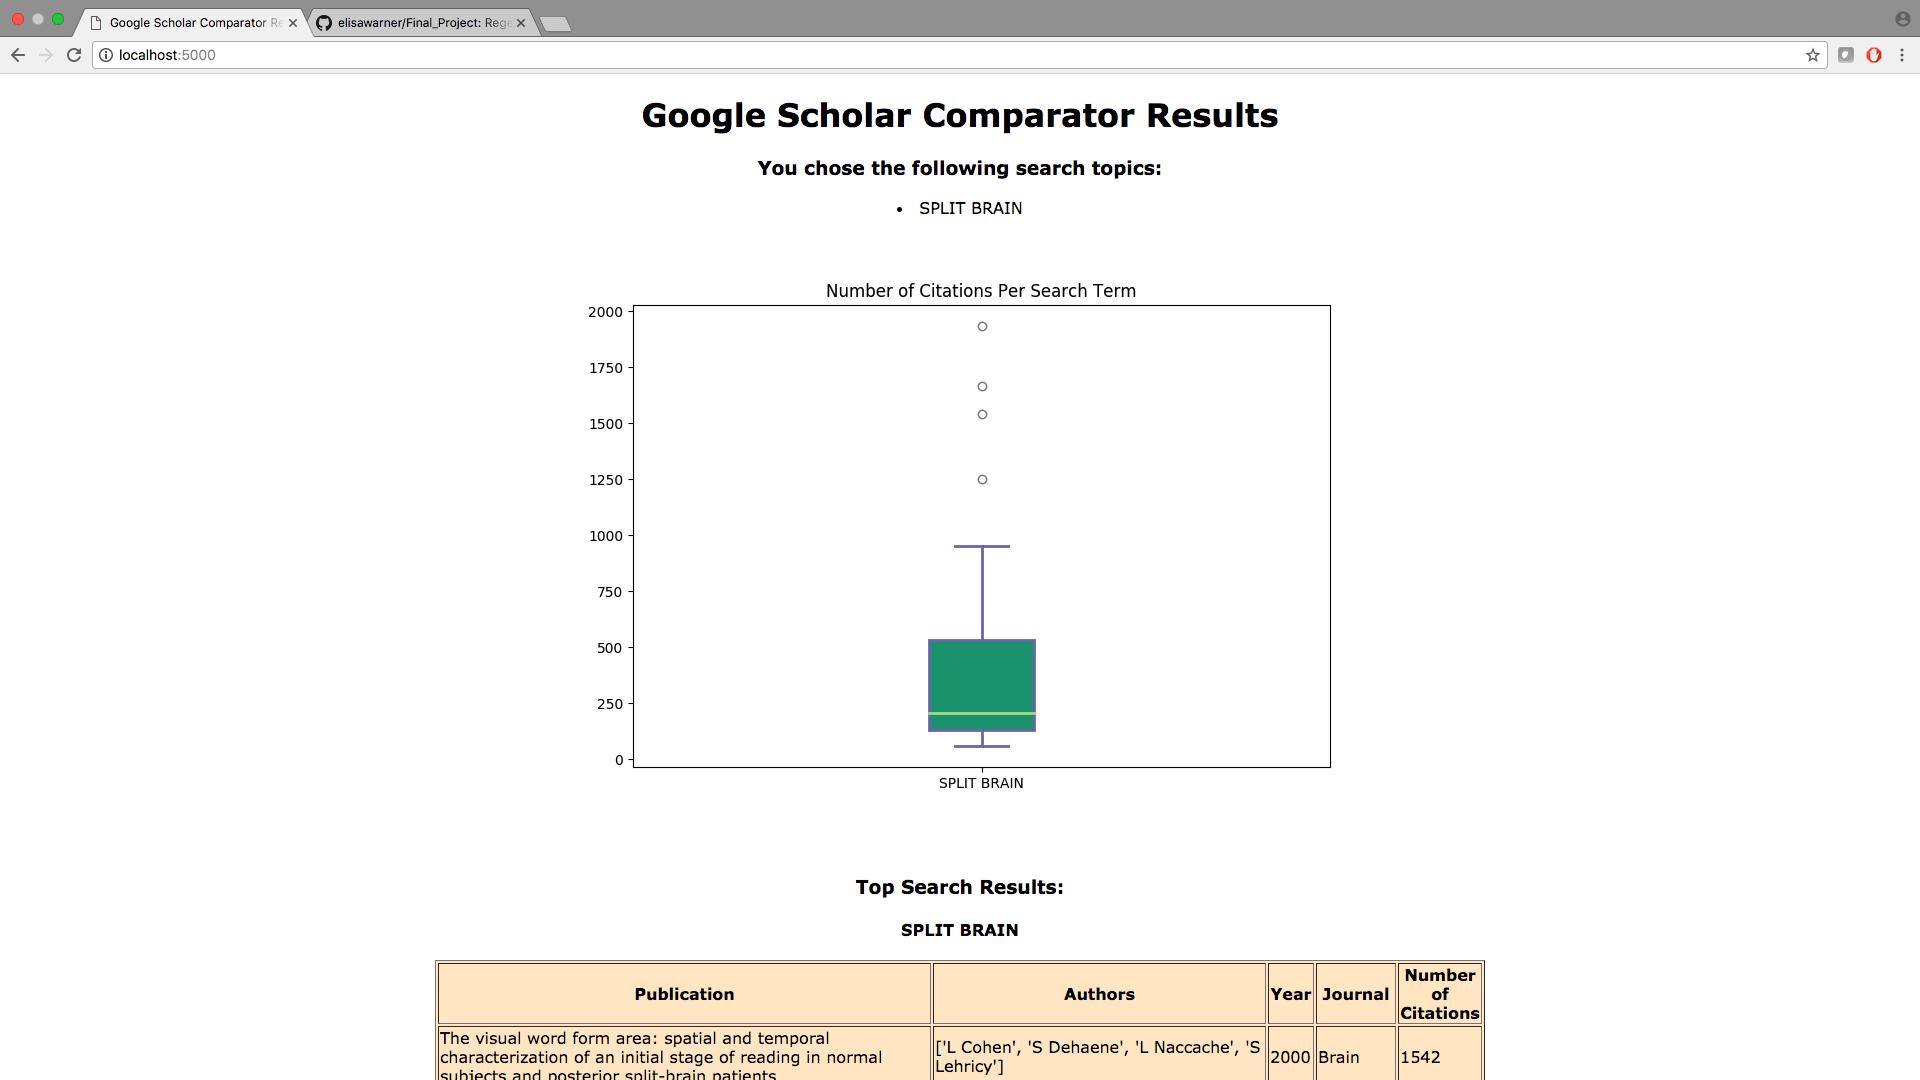 Google Scholar Comparator Re
elisawarner/Final_Project: Rege
localhost:5000
Google Scholar Comparator Results
You chose the following search topics:
• SPLIT BRAIN
Number of Citations Per Search Term
2000
1750
1500
1250
1000
750
500
250
0
SPLIT BRAIN
Top Search Results:
SPLIT BRAIN
Publication Authors Year Journal Number of Citations
The visual word form area: spatial and temporal
characterization of an initial stage of reading in normal
subjects and posterior split-brain patients
['L Cohen', 'S Dehaene', 'L Naccache', 'S
Lehricy']
2000
Brain
1542